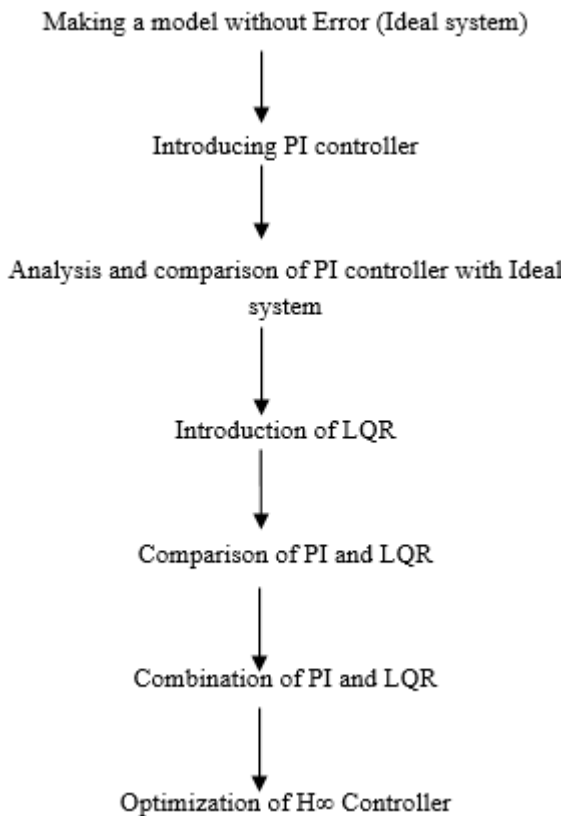 Making a model without Error (Ideal system)
Introducing PI controller
Analysis and comparison of PI controller with Ideal
system
Introduction of LQR
Comparison of PI and LQR
Combination of PI and LQR
Optimization of H∞ Controller